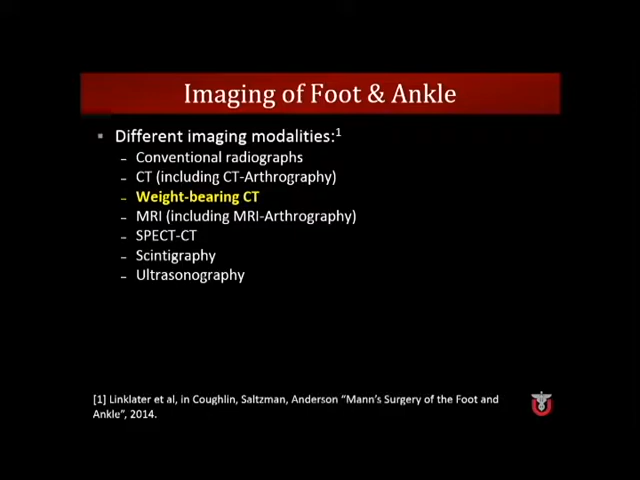 Imaging of Foot & Ankle
▪ Different imaging modalities:¹
– Conventional radiographs
– CT (including CT-Arthrography)
– Weight-bearing CT
– MRI (including MRI-Arthrography)
– SPECT-CT
– Scintigraphy
– Ultrasonography
[1] Linklater et al, in Coughlin, Saltzman, Anderson “Mann’s Surgery of the Foot and
Ankle”, 2014.